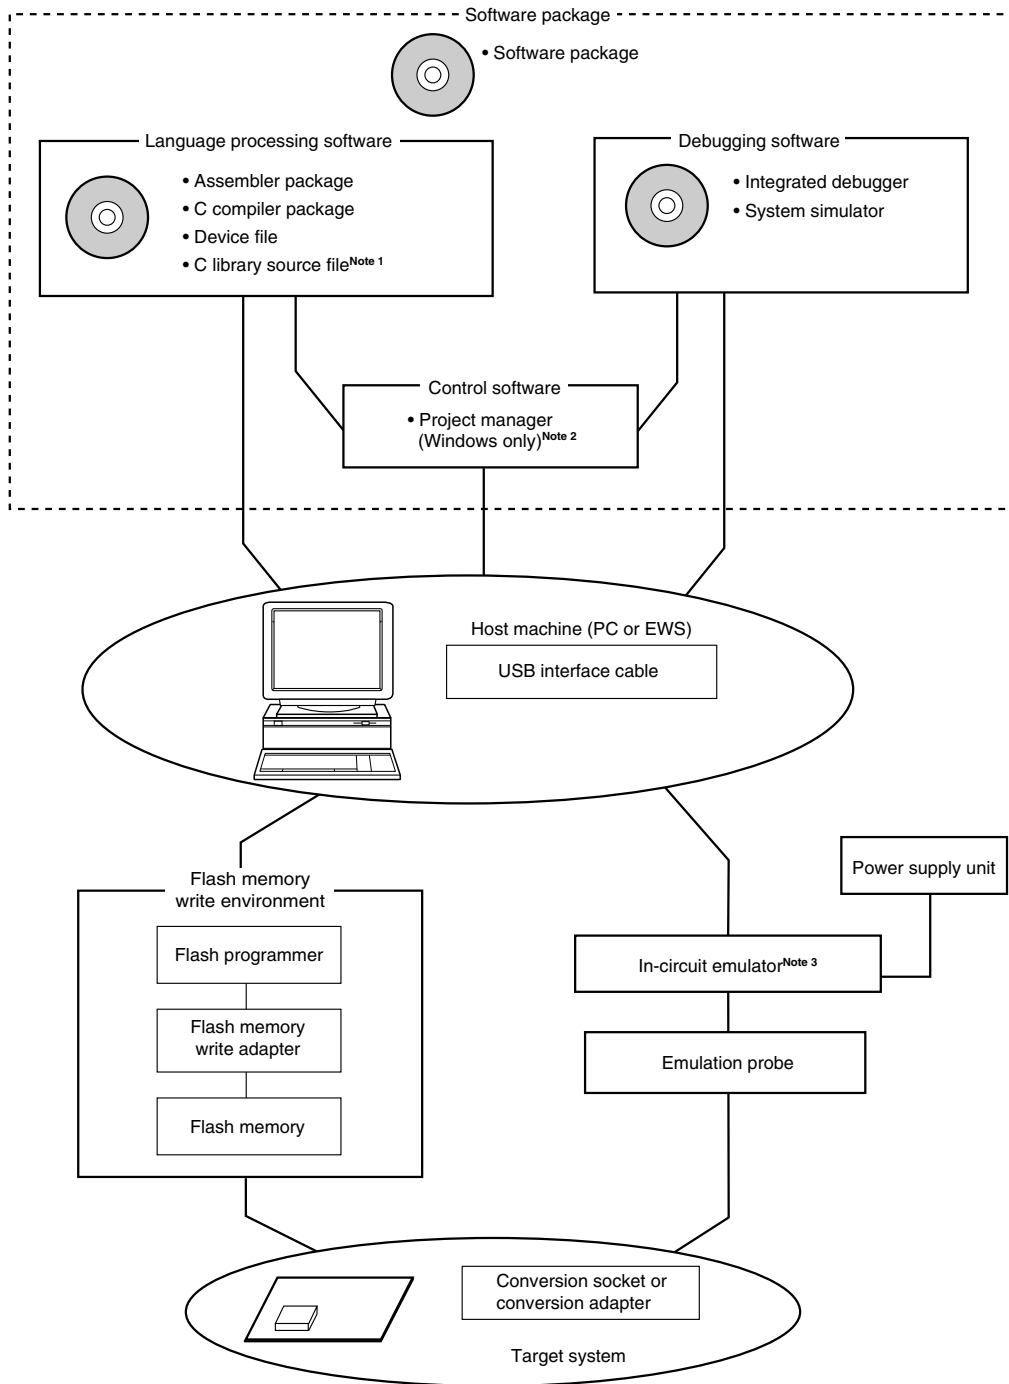 Software package
• Software package
Language processing software
• Assembler package
• C compiler package
• Device file
• C library source fileNote 1
Debugging software
• Integrated debugger
• System simulator
Control software
• Project manager
(Windows only)Note 2
Host machine (PC or EWS)
USB interface cable
Power supply unit
Flash memory
write environment
Flash programmer
Flash memory
write adapter
Flash memory
In-circuit emulatorNote 3
Emulation probe
Conversion socket or
conversion adapter
Target system